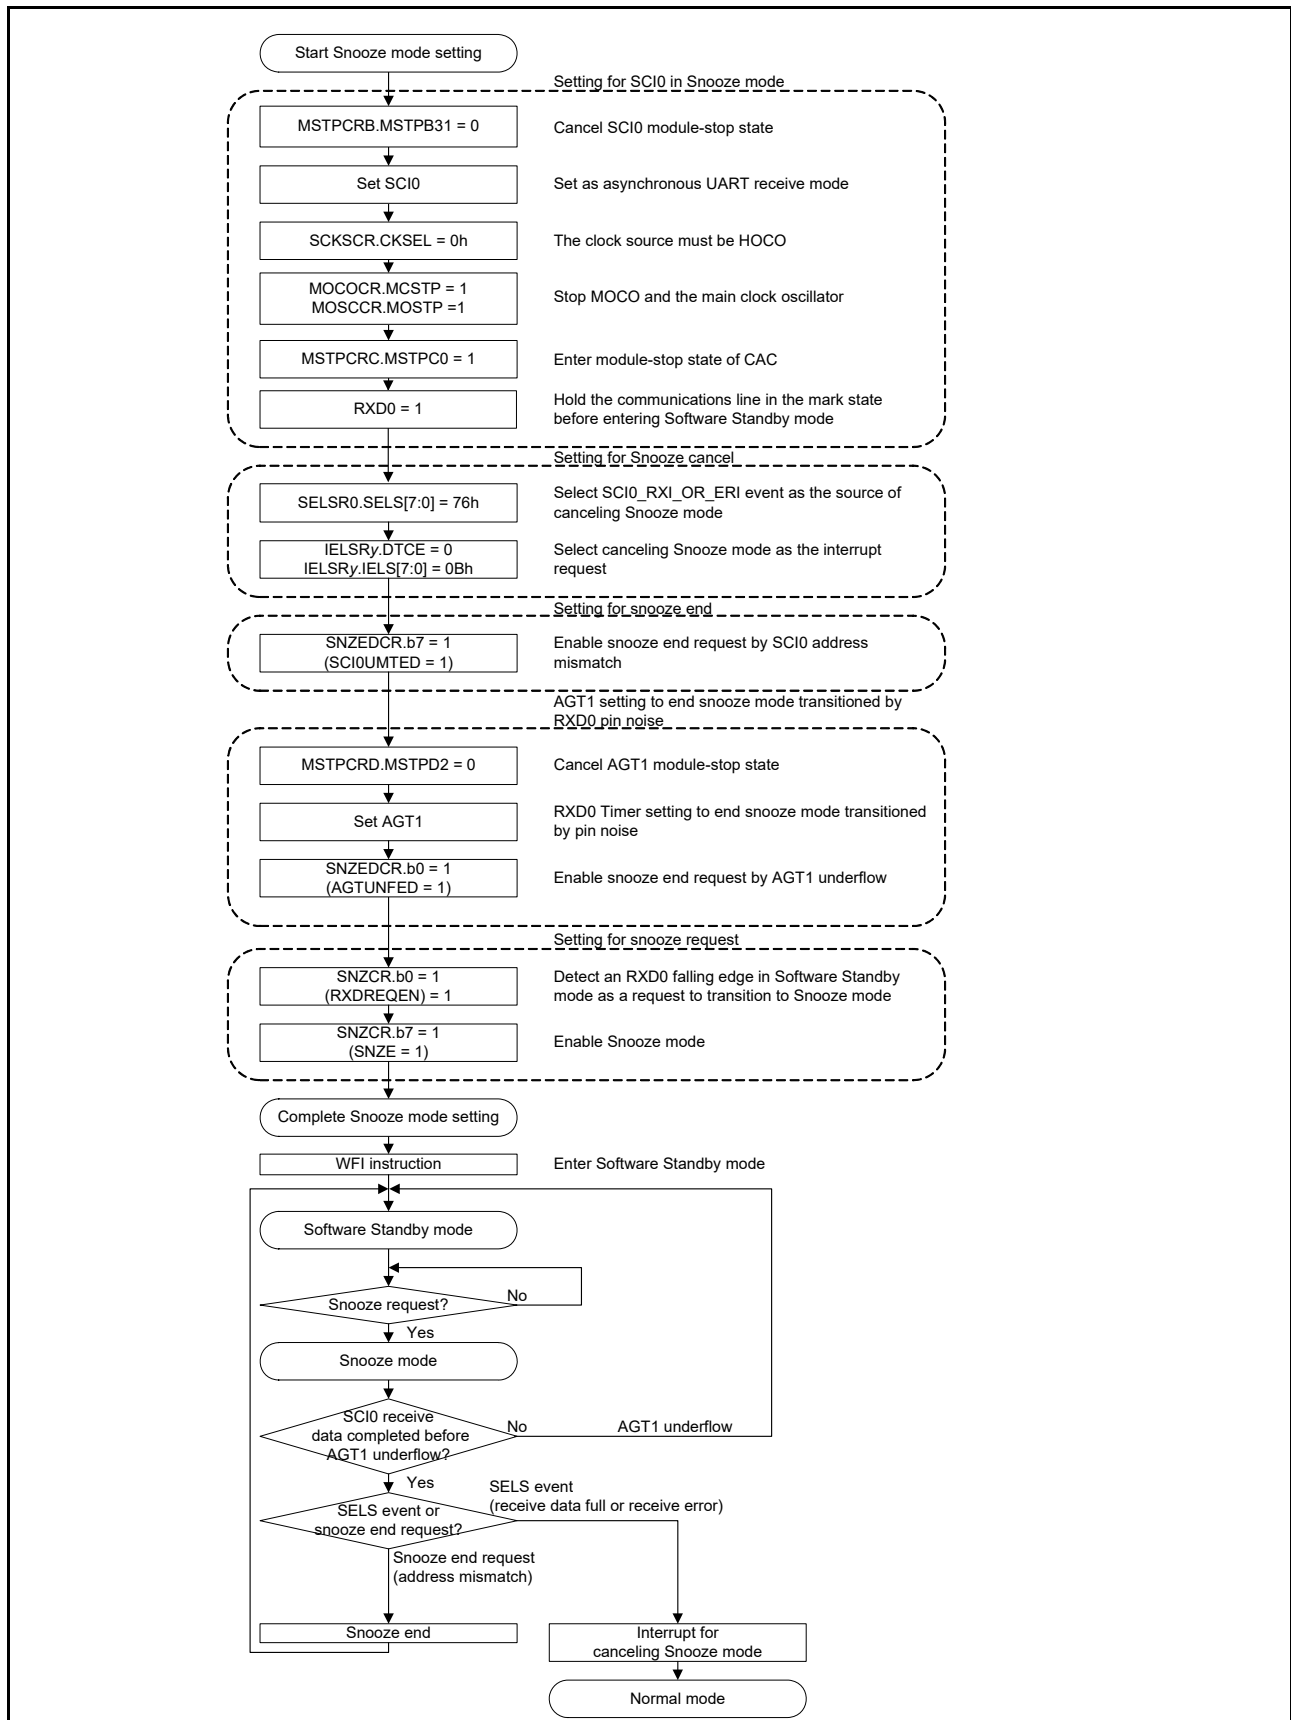 Start Snooze mode setting
Setting for SCI0 in Snooze mode
MSTPCRB.MSTPB31 = 0
Cancel SCI0 module-stop state
Set SCI0
Set as asynchronous UART receive mode
SCKSCR.CKSEL = 0h
The clock source must be HOCO
MOCOCR.MCSTP = 1
MOSCCR.MOSTP =1
Stop MOCO and the main clock oscillator
MSTPCRC.MSTPC0 = 1
Enter module-stop state of CAC
RXD0 = 1
Hold the communications line in the mark state
before entering Software Standby mode
Setting for Snooze cancel
SELSR0.SELS[7:0] = 76h
Select SCI0_RXI_OR_ERI event as the source of
canceling Snooze mode
IELSRy.DTCE = 0
IELSRy.IELS[7:0] = 0Bh
Select canceling Snooze mode as the interrupt
request
Setting for snooze end
SNZEDCR.b7 = 1
(SCI0UMTED = 1)
Enable snooze end request by SCI0 address
mismatch
AGT1 setting to end snooze mode transitioned by
RXD0 pin noise
MSTPCRD.MSTPD2 = 0
Cancel AGT1 module-stop state
Set AGT1
RXD0 Timer setting to end snooze mode transitioned
by pin noise
SNZEDCR.b0 = 1
(AGTUNFED = 1)
Enable snooze end request by AGT1 underflow
Setting for snooze request
SNZCR.b0 = 1
(RXDREQEN) = 1
Detect an RXD0 falling edge in Software Standby
mode as a request to transition to Snooze mode
SNZCR.b7 = 1
(SNZE = 1)
Enable Snooze mode
Complete Snooze mode setting
WFI instruction
Enter Software Standby mode
Software Standby mode
Snooze request?
No
Yes
Snooze mode
SCI0 receive
data completed before
AGT1 underflow?
No
AGT1 underflow
Yes
SELS event
(receive data full or receive error)
SELS event or
snooze end request?
Snooze end request
(address mismatch)
Snooze end
Interrupt for
canceling Snooze mode
Normal mode